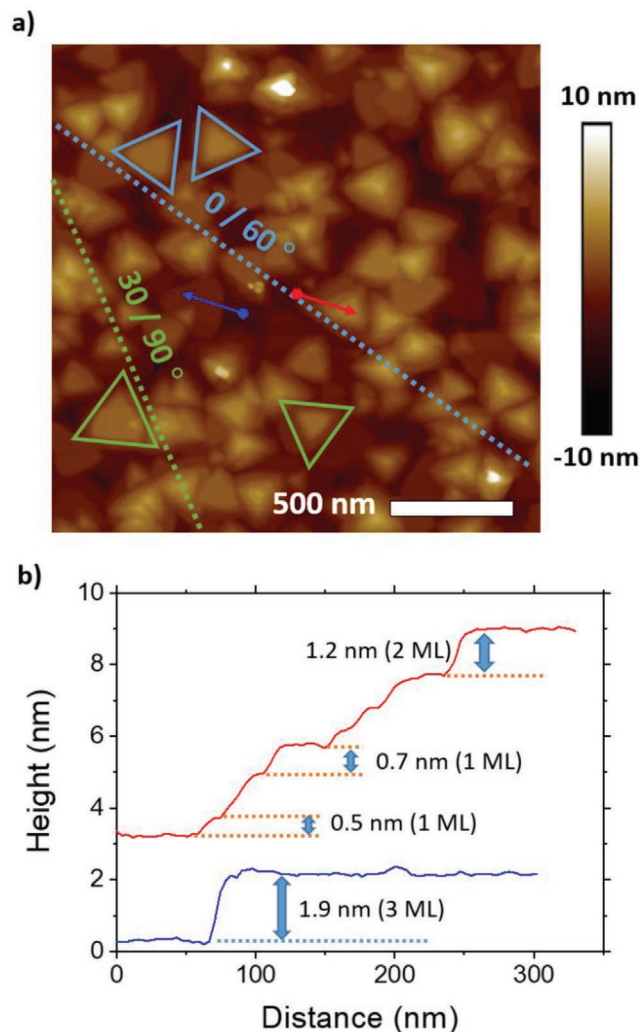 a)
10 nm
0 / 60 °
30 / 90 °
-10 nm
500 nm
b)
10
8
6
4
2
0
Height (nm)
1.2 nm (2 ML)
0.7 nm (1 ML)
0.5 nm (1 ML)
1.9 nm (3 ML)
0
100
200
300
Distance (nm)